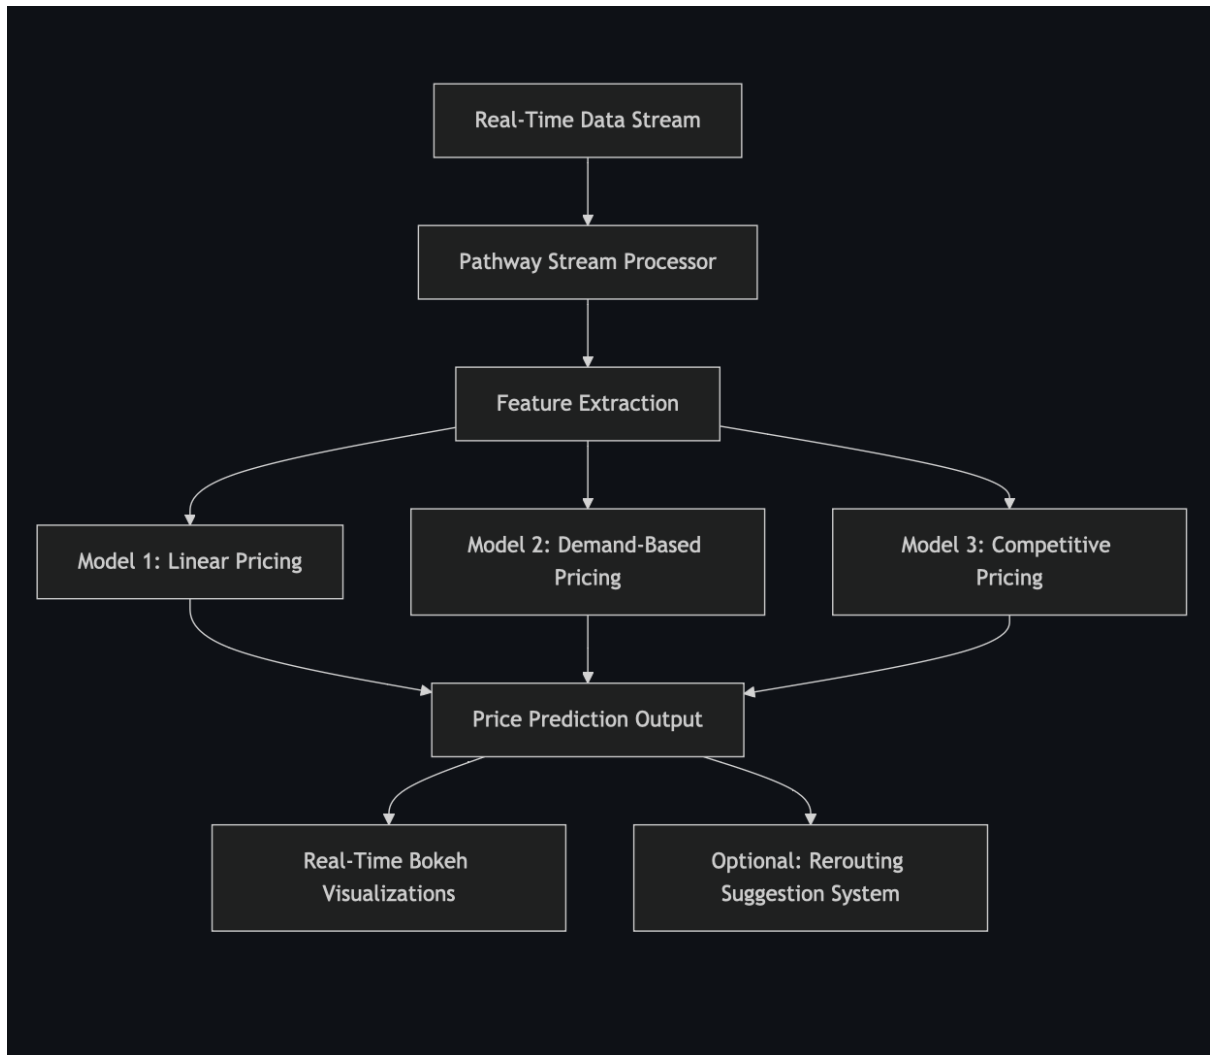 Real-Time Data Stream
Pathway Stream Processor
Feature Extraction
Model 1: Linear Pricing
Model 2: Demand-Based
Pricing
Model 3: Competitive
Pricing
Price Prediction Output
Real-Time Bokeh
Visualizations
Optional: Rerouting
Suggestion System